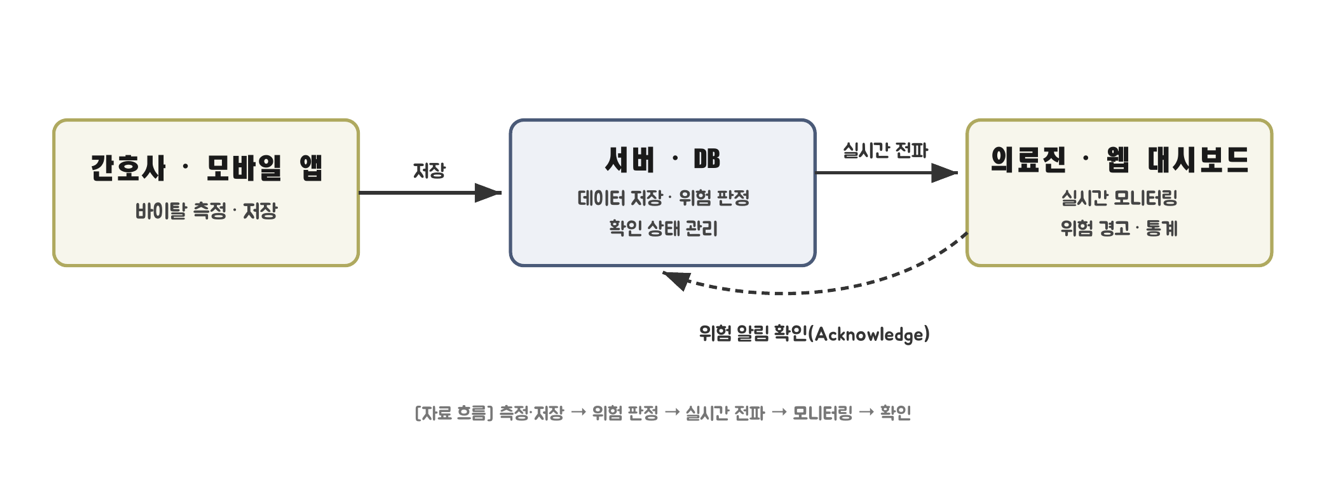 간호사 · 모바일 앱
바이탈 측정 · 저장
저장
서버 · DB
데이터 저장 · 위험 판정
확인 상태 관리
실시간 전파
의료진 · 웹 대시보드
실시간 모니터링
위험 경고 · 통계
위험 알림 확인(Acknowledge)
[자료 흐름] 측정·저장 → 위험 판정 → 실시간 전파 → 모니터링 → 확인